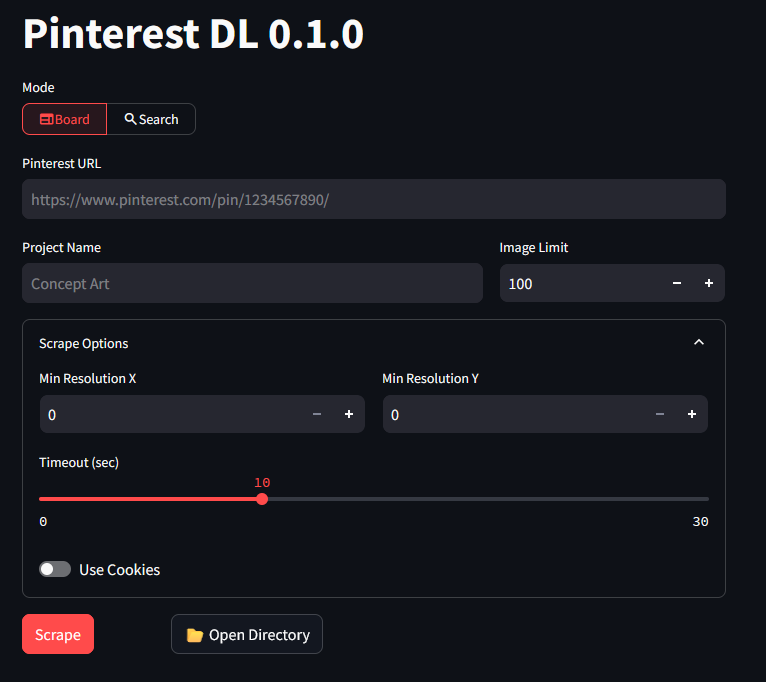 Pinterest DL 0.1.0
Mode
Board Search
Pinterest URL
https://www.pinterest.com/pin/1234567890/
Project Name Image Limit
Concept Art 100
Scrape Options
Min Resolution X Min Resolution Y
0 0
Timeout (sec)
10
0 30
Use Cookies
Scrape Open Directory